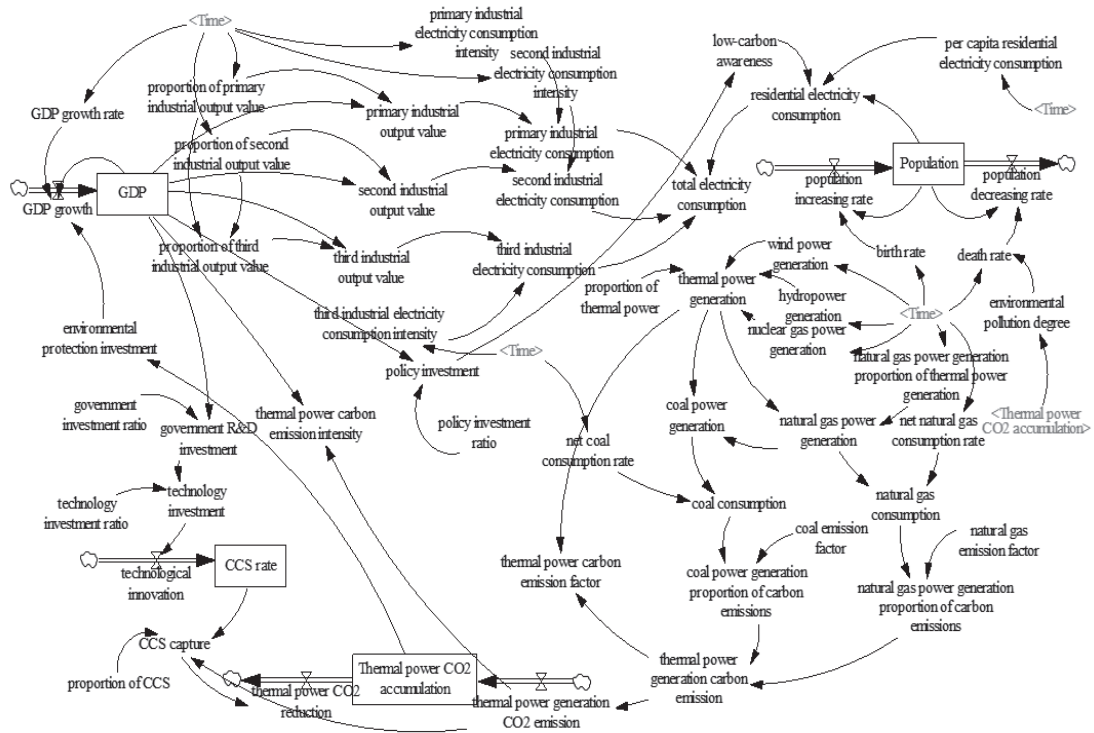 <Time>
primary industrial
electricity consumption
intensity
second industrial
electricity consumption
intensity
low-carbon
awareness
per capita residential
electricity consumption
<Time>
GDP growth rate
proportion of primary
industrial output value
primary industrial
output value
residential electricity
consumption
proportion of second
industrial output value
primary industrial
electricity consumption
Population
GDP
GDP growth
second industrial
output value
second industrial
electricity consumption
total electricity
consumption
population
increasing rate
population
decreasing rate
proportion of third
industrial output value
third industrial
output value
third industrial
electricity consumption
wind power
generation
birth rate
death rate
proportion of
thermal power
thermal power
generation
hydropower
generation
nuclear gas power
generation
<Time>
environmental
pollution degree
environmental
protection investment
third industrial electricity
consumption intensity
<Time>
policy investment
natural gas power generation
proportion of thermal power
generation
government
investment ratio
government R&D
investment
thermal power carbon
emission intensity
policy investment
ratio
net coal
consumption rate
coal power
generation
natural gas power
generation
net natural gas
consumption rate
<Thermal power
CO2 accumulation>
technology
investment ratio
technology
investment
coal consumption
natural gas
consumption
coal emission
factor
natural gas
emission factor
technological
innovation
CCS rate
thermal power carbon
emission factor
coal power generation
proportion of carbon
emissions
natural gas power generation
proportion of carbon
emissions
CCS capture
proportion of CCS
thermal power CO2
reduction
Thermal power CO2
accumulation
thermal power generation
CO2 emission
thermal power
generation carbon
emission